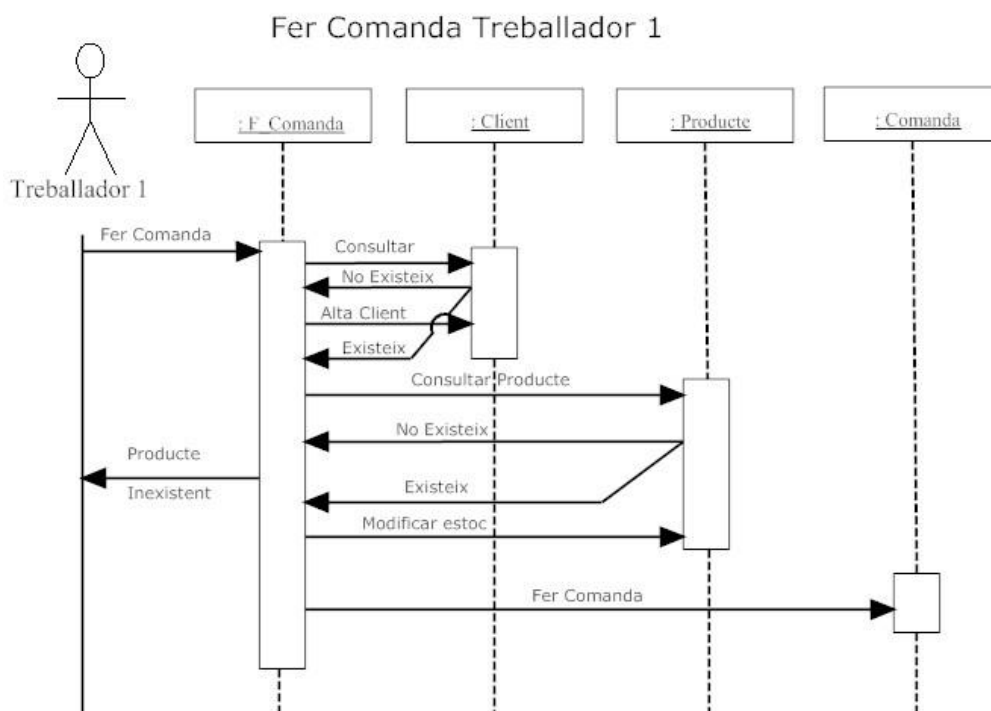 Fer Comanda Treballador 1
: F_Comanda
: Client
: Producte
: Comanda
Treballador 1
Fer Comanda
Consultar
No Existeix
Alta Client
Existeix
Consultar Producte
No Existeix
Producte
Inexistent
Existeix
Modificar estoc
Fer Comanda